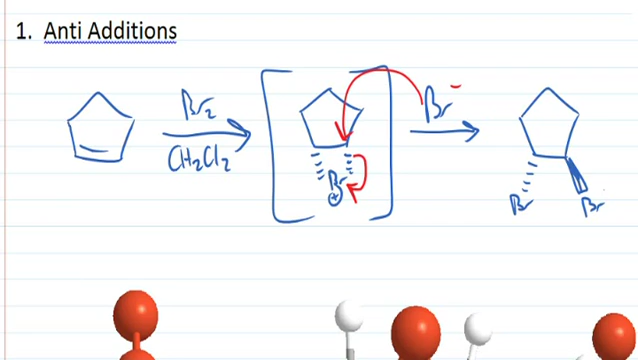 1. Anti Additions
Br₂
CH₂Cl₂
Br
⊕
Br⁻
Br
Br